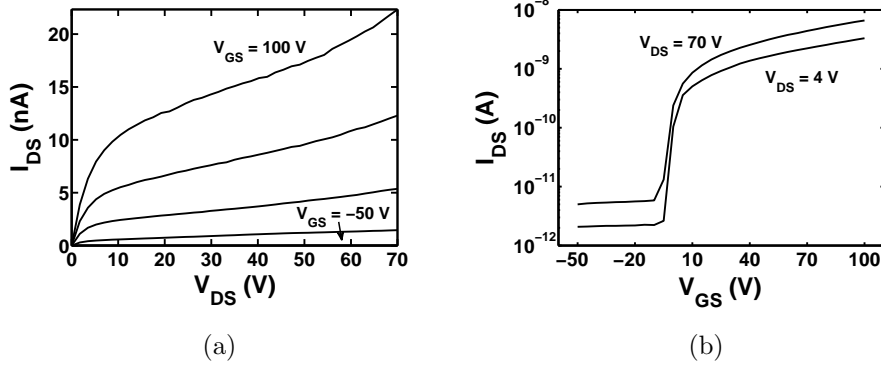 20
15
10
5
0
I_DS (nA)
V_GS = 100 V
V_GS = −50 V
0 10 20 30 40 50 60 70
V_DS (V)
(a)
10^−8
10^−9
10^−10
10^−11
10^−12
I_DS (A)
V_DS = 70 V
V_DS = 4 V
−50 −20 10 40 70 100
V_GS (V)
(b)